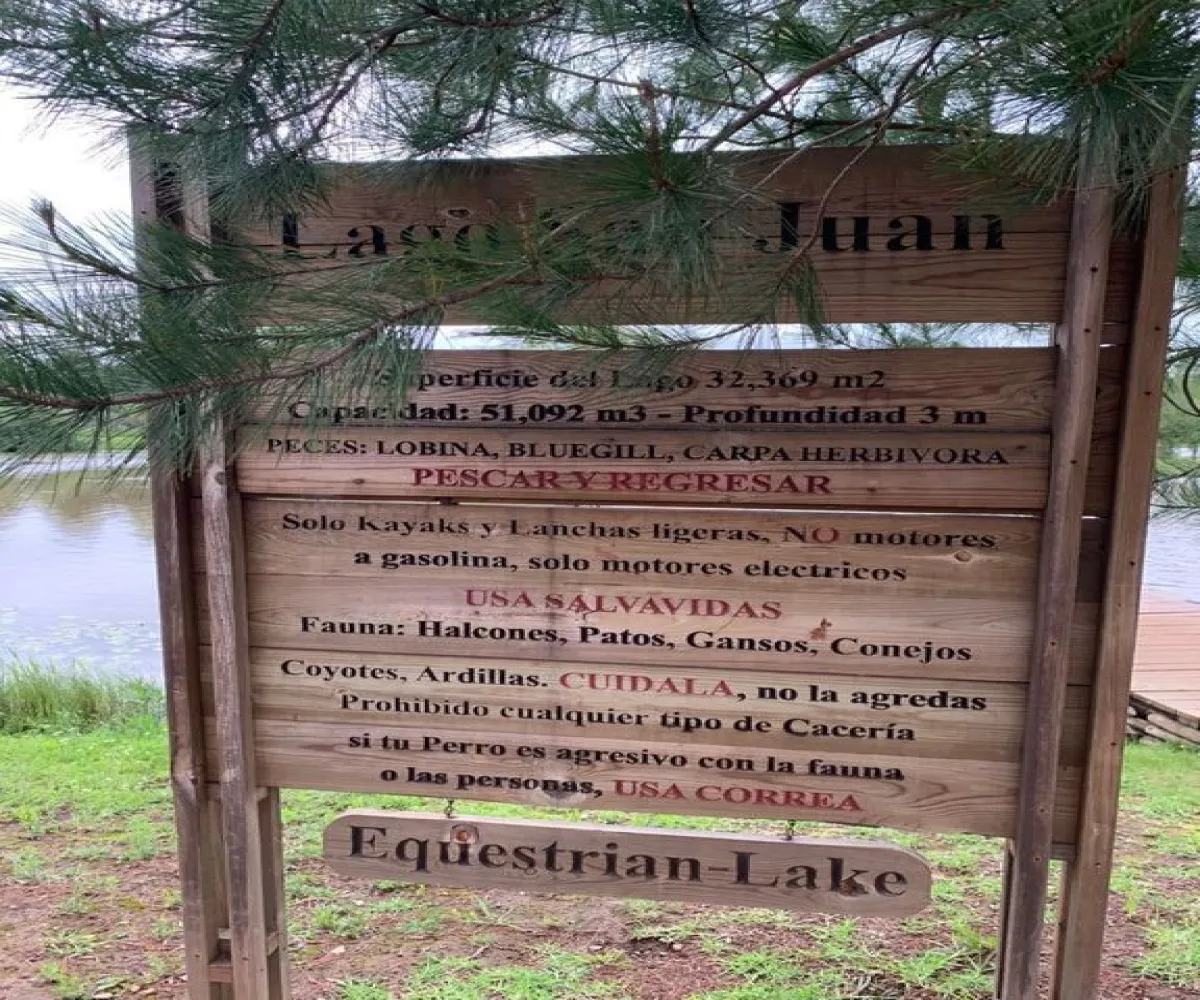 Lago San Juan
Superficie del Lago 32,369 m2
Capacidad: 51,092 m3 - Profundidad 3 m
PECES: LOBINA, BLUEGILL, CARPA HERBIVORA
PESCAR Y REGRESAR
Solo Kayaks y Lanchas ligeras, NO motores
a gasolina, solo motores electricos
USA SALVAVIDAS
Fauna: Halcones, Patos, Gansos, Conejos
Coyotes, Ardillas. CUIDALA, no la agredas
Prohibido cualquier tipo de Cacería
si tu Perro es agresivo con la fauna
o las personas, USA CORREA
Equestrian-Lake